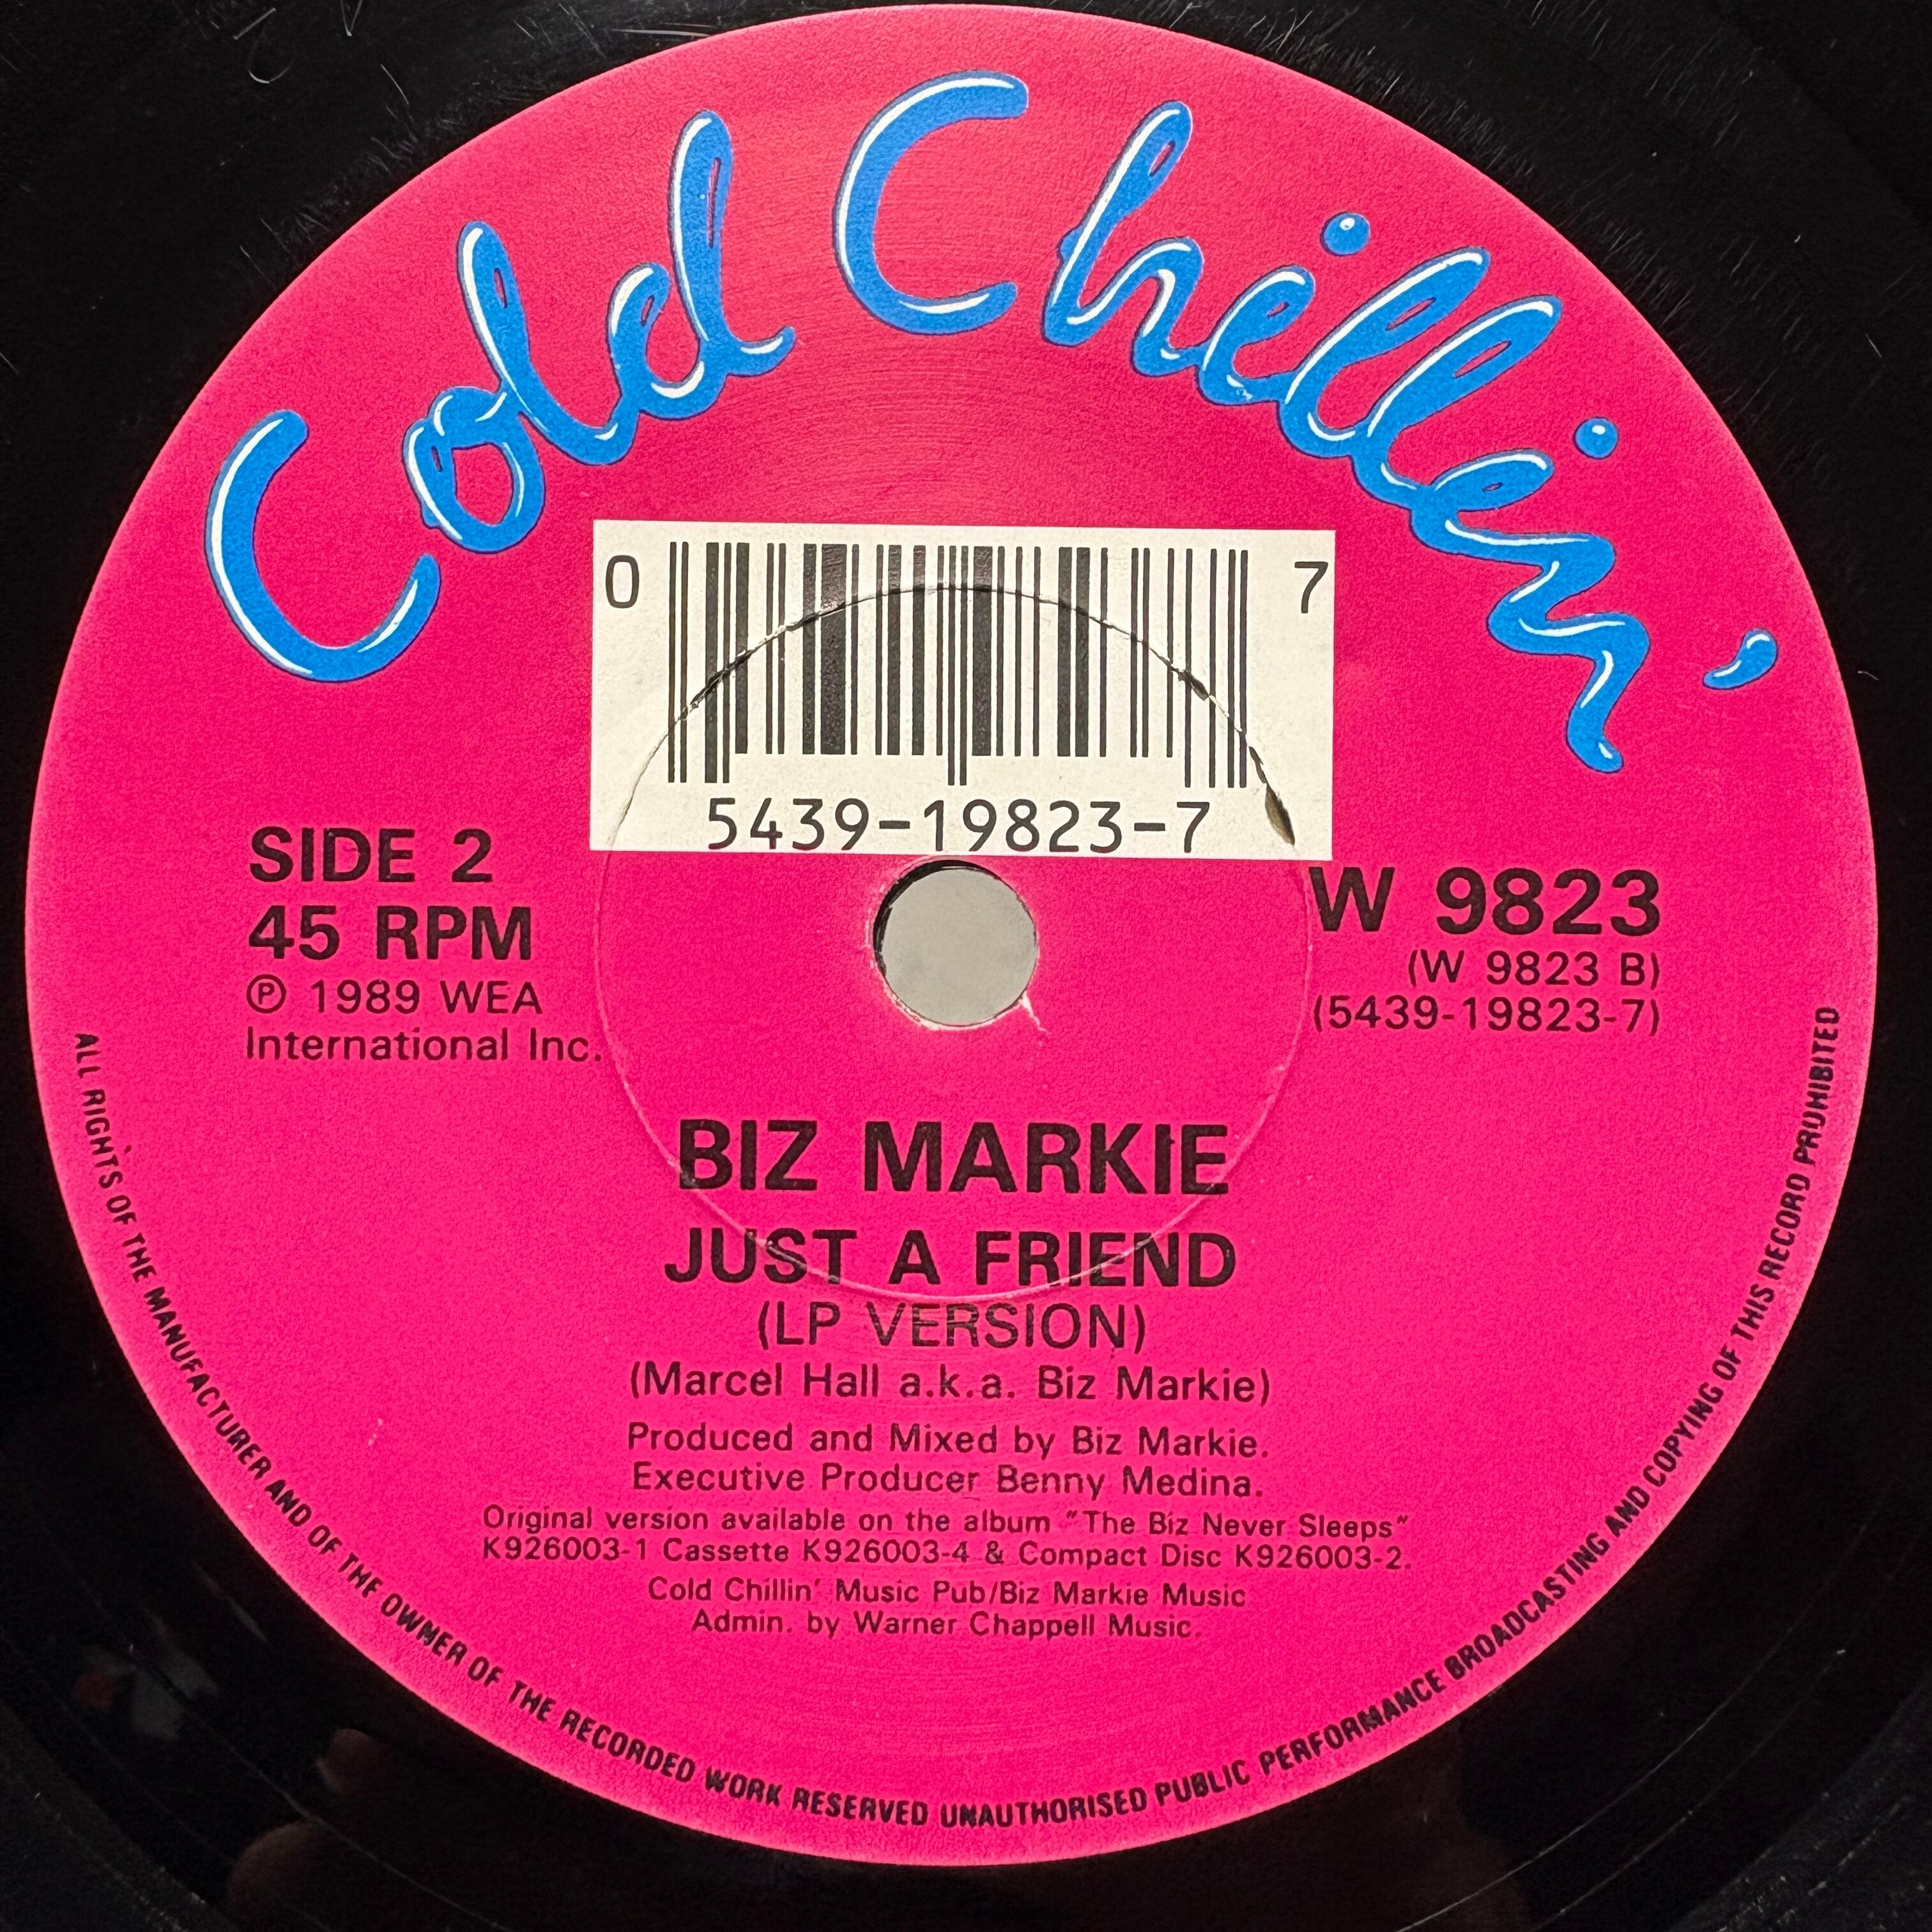 Cold Chillin'
0 7
5439-19823-7
SIDE 2
45 RPM
℗ 1989 WEA
International Inc.
W 9823
(W 9823 B)
(5439-19823-7)
BIZ MARKIE
JUST A FRIEND
(LP VERSION)
(Marcel Hall a.k.a. Biz Markie)
Produced and Mixed by Biz Markie.
Executive Producer Benny Medina.
Original version available on the album "The Biz Never Sleeps"
K926003-1 Cassette K926003-4 & Compact Disc K926003-2.
Cold Chillin' Music Pub/Biz Markie Music
Admin. by Warner Chappell Music.
ALL RIGHTS OF THE MANUFACTURER AND OF THE OWNER OF THE RECORDED WORK RESERVED UNAUTHORISED PUBLIC PERFORMANCE BROADCASTING AND COPYING OF THIS RECORD PROHIBITED